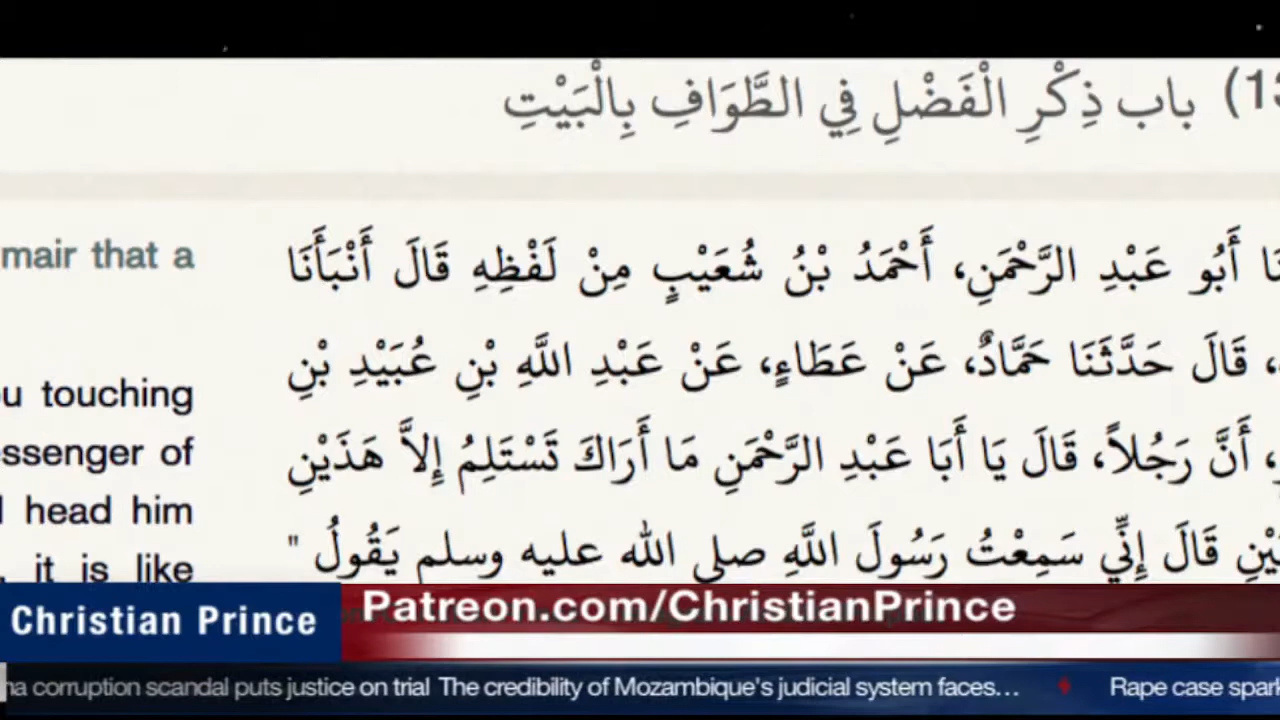 باب ذِكْرِ الْفَضْلِ فِي الطَّوَافِ بِالْبَيْتِ
mair that a
أَبُو عَبْدِ الرَّحْمَنِ، أَحْمَدُ بْنُ شُعَيْبٍ مِنْ لَفْظِهِ قَالَ أَنْبَأَنَا
قَالَ حَدَّثَنَا حَمَّادٌ، عَنْ عَطَاءٍ، عَنْ عَبْدِ اللَّهِ بْنِ عُبَيْدِ بْنِ
u touching
أَنَّ رَجُلاً، قَالَ يَا أَبَا عَبْدِ الرَّحْمَنِ مَا أَرَاكَ تَسْتَلِمُ إِلاَّ هَذَيْنِ
ssenger of
head him
قَالَ إِنِّي سَمِعْتُ رَسُولَ اللَّهِ صلى الله عليه وسلم يَقُولُ "
it is like
Christian Prince
Patreon.com/ChristianPrince
na corruption scandal puts justice on trial The credibility of Mozambique's judicial system faces... Rape case spark